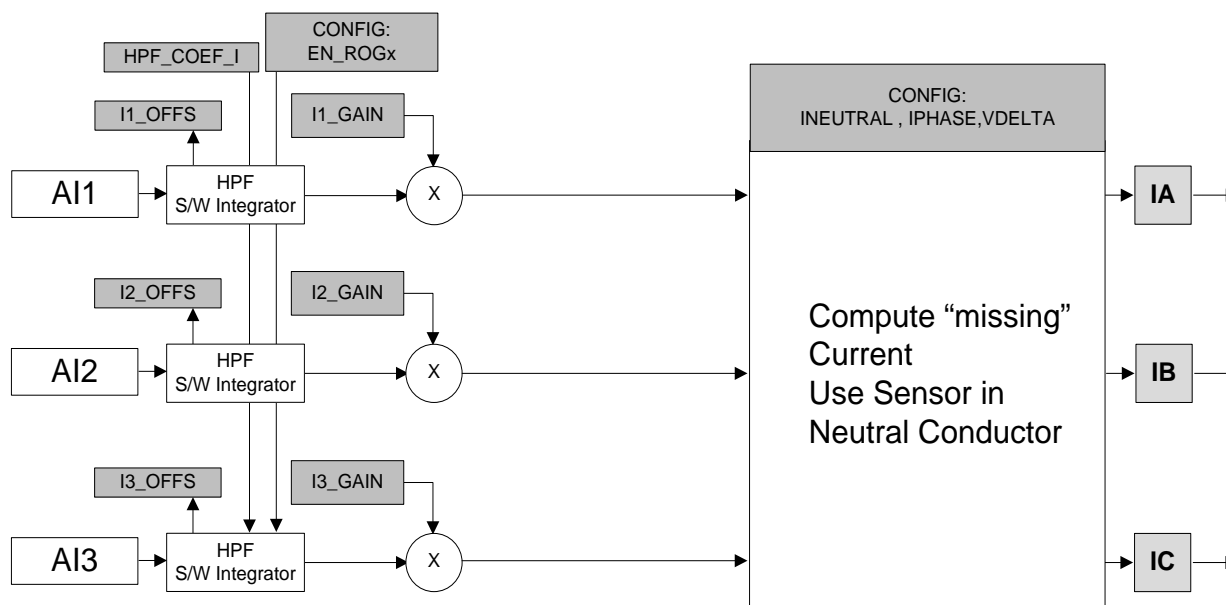 CONFIG:
EN_ROGx
HPF_COEF_I
CONFIG:
INEUTRAL , IPHASE,VDELTA
I1_OFFS
I1_GAIN
AI1
HPF
S/W Integrator
X
IA
I2_OFFS
I2_GAIN
AI2
HPF
S/W Integrator
X
Compute “missing”
Current
Use Sensor in
Neutral Conductor
IB
I3_OFFS
I3_GAIN
AI3
HPF
S/W Integrator
X
IC